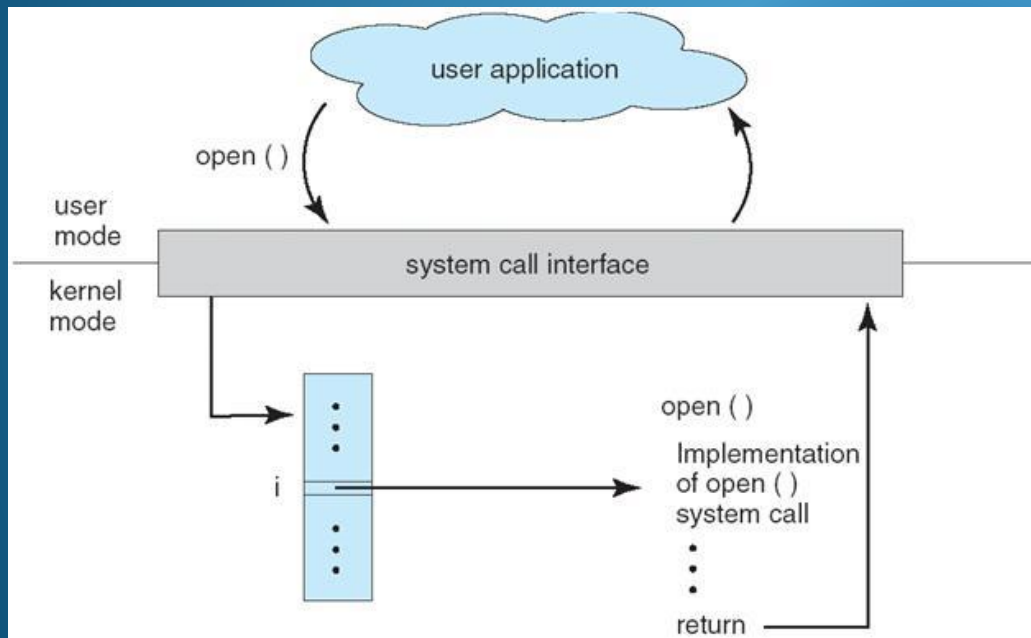 user application
open ( )
user
mode
system call interface
kernel
mode
open ( )
Implementation
of open ( )
system call
i
return